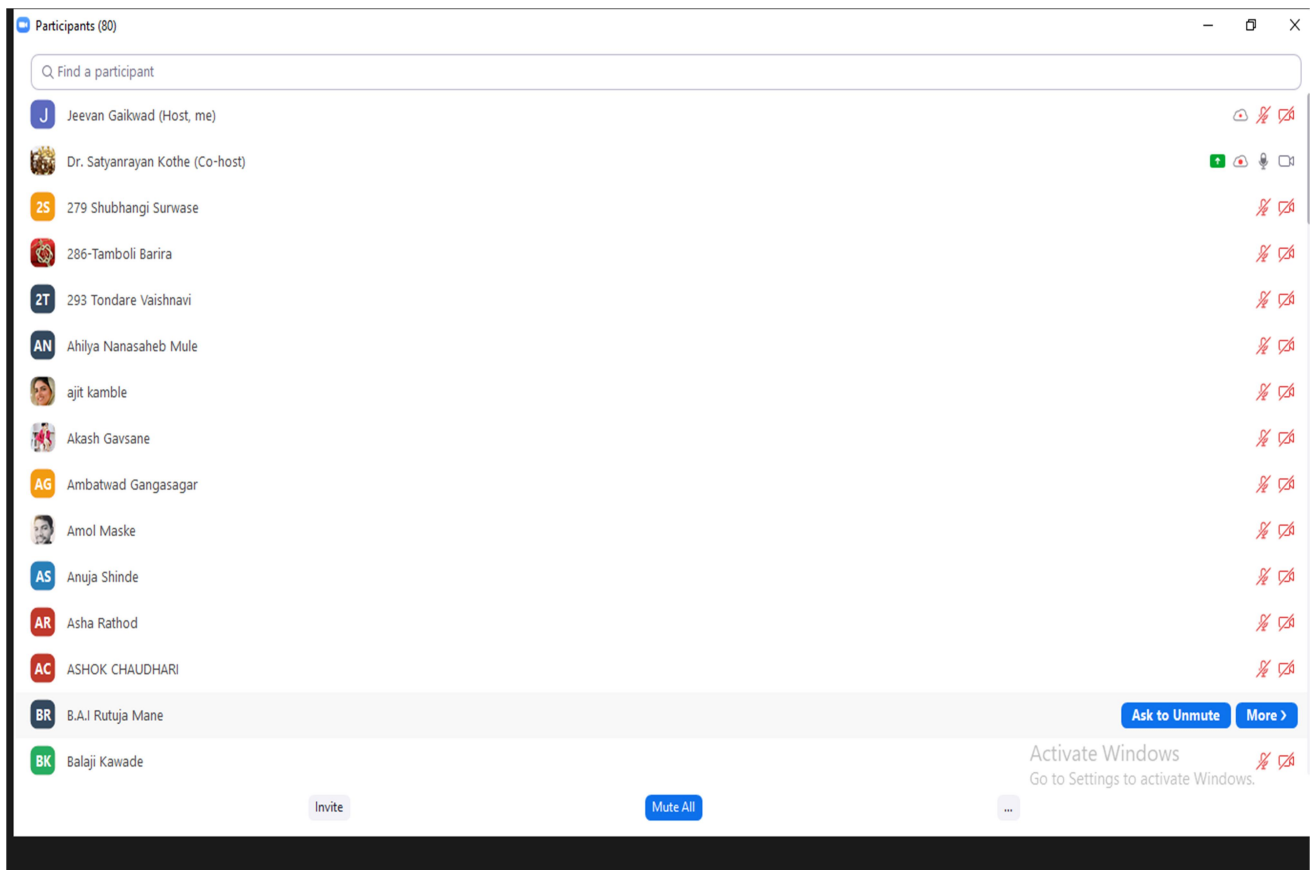 Participants (80)
Find a participant
J Jeevan Gaikwad (Host, me)
Dr. Satyanrayan Kothe (Co-host)
2S 279 Shubhangi Surwase
286-Tamboli Barira
2T 293 Tondare Vaishnavi
AN Ahilya Nanasaheb Mule
ajit kamble
Akash Gavsane
AG Ambatwad Gangasagar
Amol Maske
AS Anuja Shinde
AR Asha Rathod
AC ASHOK CHAUDHARI
BR B.A.I Rutuja Mane Ask to Unmute More >
BK Balaji Kawade
Activate Windows
Go to Settings to activate Windows.
Invite Mute All ...